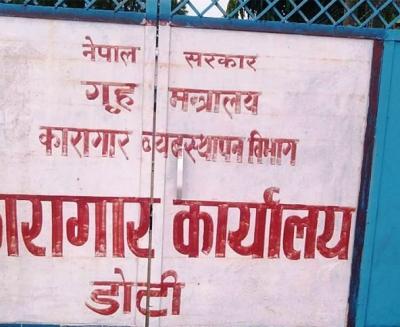 नेपाल सरकार
गृह मन्त्रालय
कारागार व्यवस्थापन विभाग
कारागार कार्यालय
डोटी